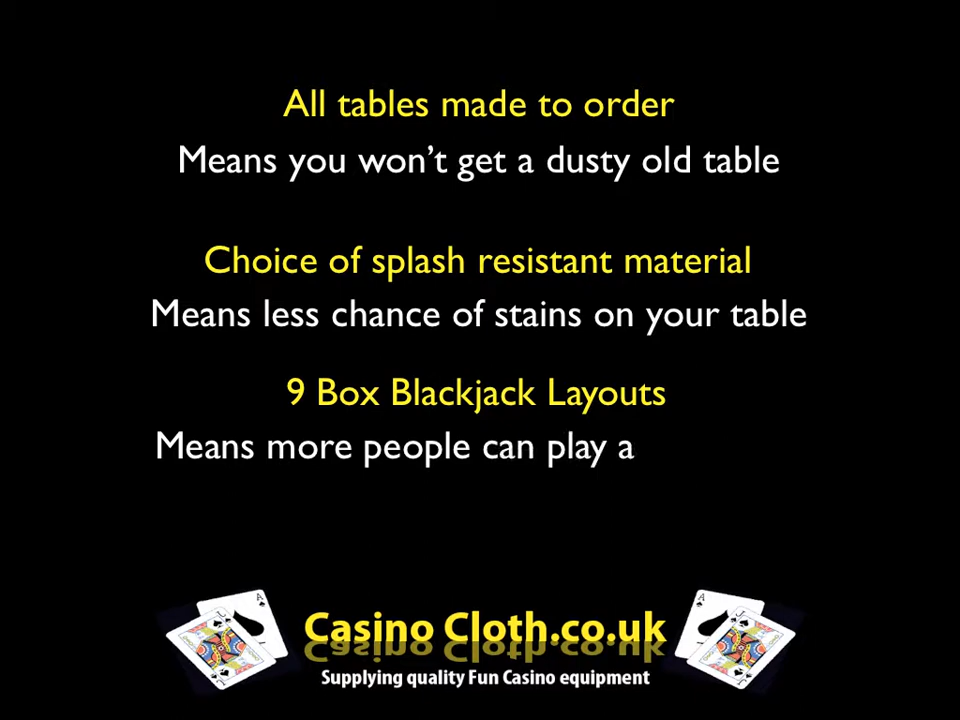 All tables made to order
Means you won’t get a dusty old table
Choice of splash resistant material
Means less chance of stains on your table
9 Box Blackjack Layouts
Means more people can play a
Casino Cloth.co.uk
Supplying quality Fun Casino equipment